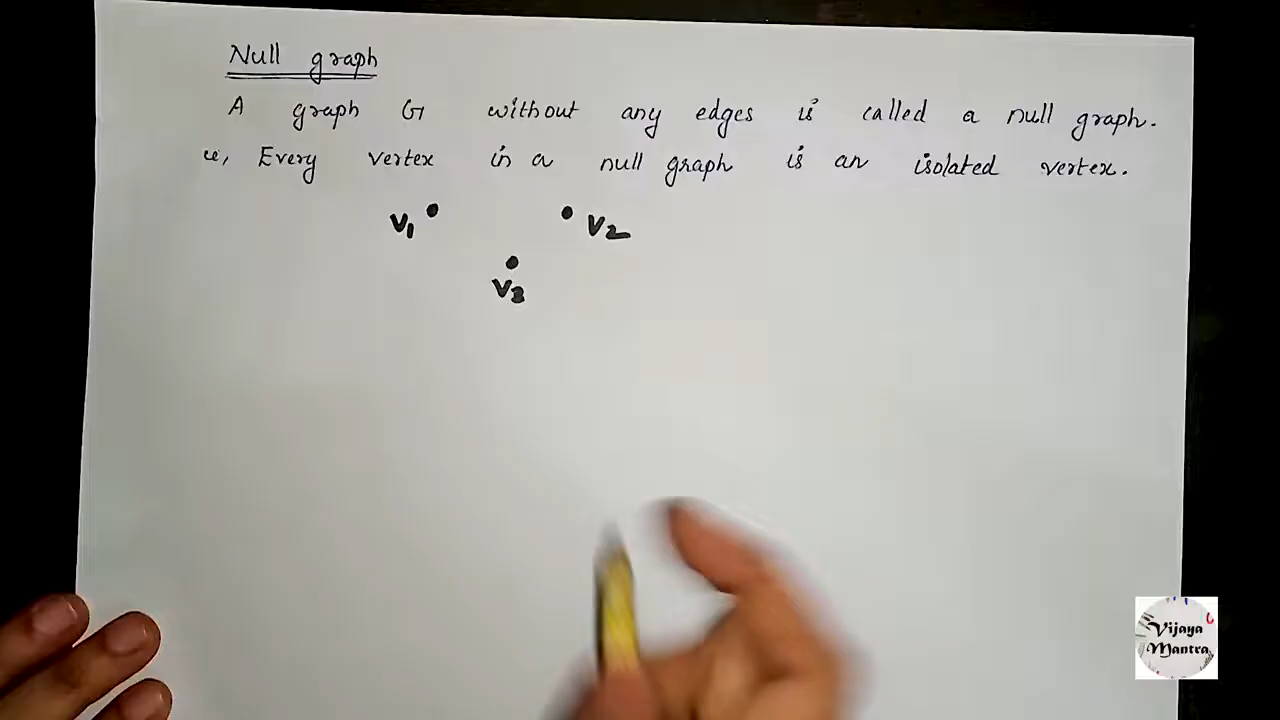 Null graph
A graph G without any edges is called a null graph.
ie, Every vertex in a null graph is an isolated vertex.
V1 V2
V3
Vijaya
Mantra